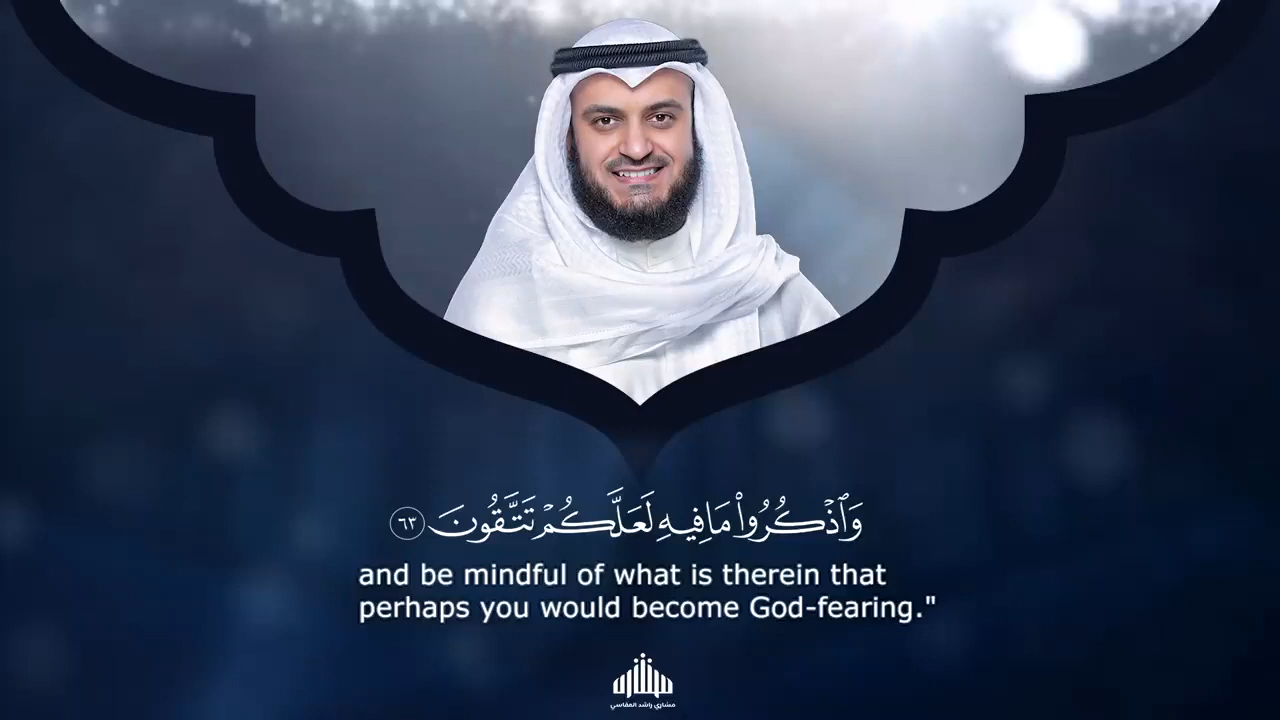 وَٱذْكُرُوا۟ مَا فِيهِ لَعَلَّكُمْ تَتَّقُونَ ٦٣
and be mindful of what is therein that
perhaps you would become God-fearing."
مشاري راشد العفاسي